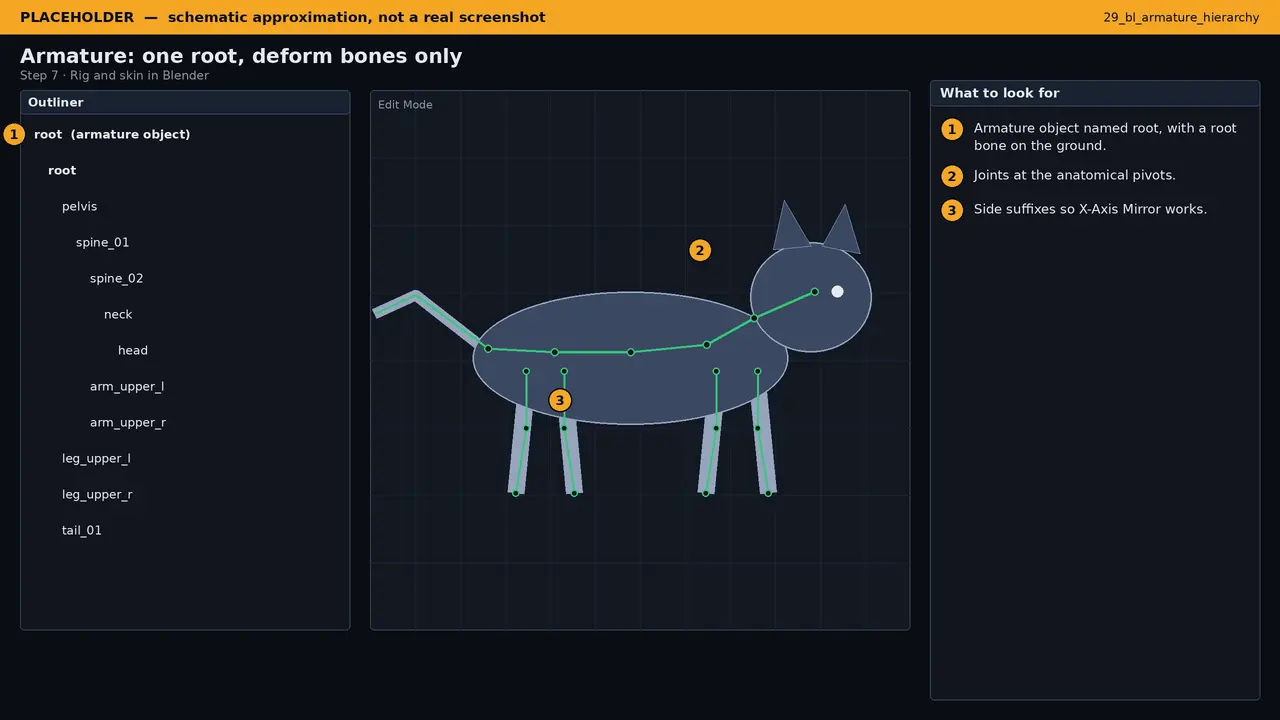 PLACEHOLDER — schematic approximation, not a real screenshot
29_bl_armature_hierarchy
Armature: one root, deform bones only
Step 7 · Rig and skin in Blender
Outliner
1 root (armature object)
root
pelvis
spine_01
spine_02
neck
head
arm_upper_l
arm_upper_r
leg_upper_l
leg_upper_r
tail_01
Edit Mode
2
3
What to look for
1 Armature object named root, with a root
bone on the ground.
2 Joints at the anatomical pivots.
3 Side suffixes so X-Axis Mirror works.